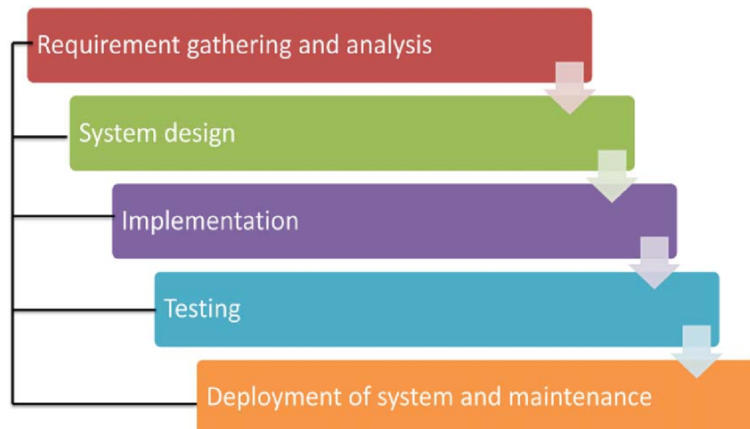 Requirement gathering and analysis
System design
Implementation
Testing
Deployment of system and maintenance